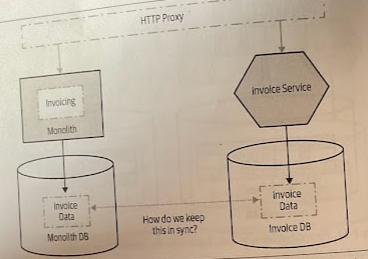 HTTP Proxy
Invoicing
Monolith
Invoice Service
Invoice
Data
Monolith DB
How do we keep
this in sync?
Invoice
Data
Invoice DB